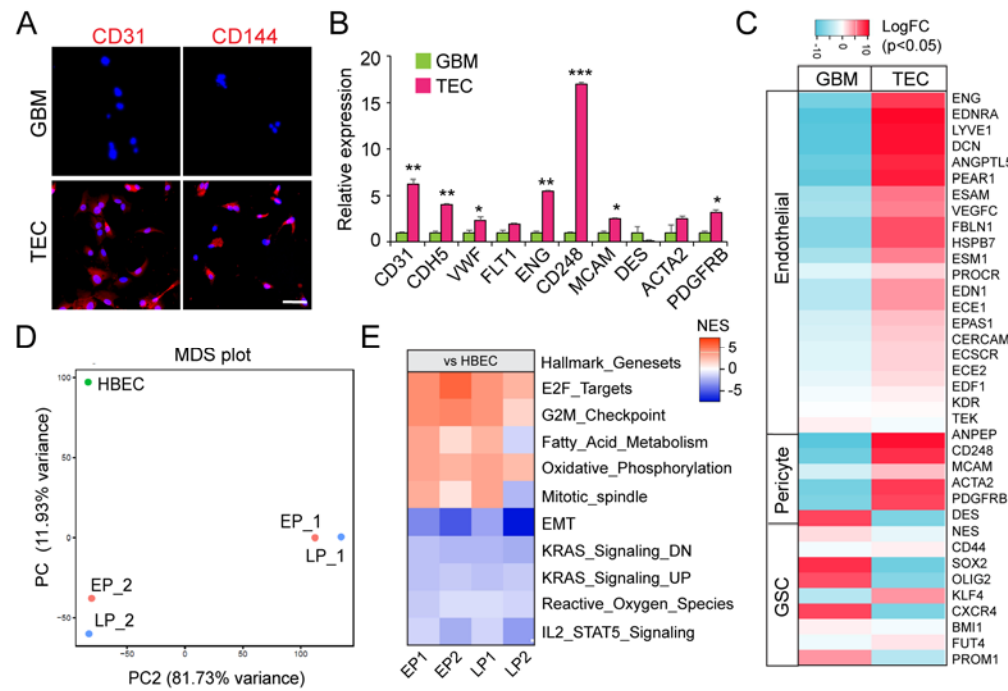 A
CD31
CD144
GBM
TEC
B
Relative expression
20
15
10
5
0
GBM
TEC
**
**
*
**
***
*
*
CD31
CDH5
VWF
FLT1
ENG
CD248
MCAM
DES
ACTA2
PDGFRB
C
LogFC
(p<0.05)
-10
0
10
GBM
TEC
Endothelial
ENG
EDNRA
LYVE1
DCN
ANGPTL5
PEAR1
ESAM
VEGFC
FBLN1
HSPB7
ESM1
PROCR
EDN1
ECE1
EPAS1
CERCAM
ECSCR
ECE2
EDF1
KDR
TEK
Pericyte
ANPEP
CD248
MCAM
ACTA2
PDGFRB
DES
GSC
NES
CD44
SOX2
OLIG2
KLF4
CXCR4
BMI1
FUT4
PROM1
D
MDS plot
PC (11.93% variance)
100
50
0
−50
HBEC
EP_1
LP_1
EP_2
LP_2
−50
0
50
100
PC2 (81.73% variance)
E
NES
5
0
-5
vs HBEC
Hallmark_Genesets
E2F_Targets
G2M_Checkpoint
Fatty_Acid_Metabolism
Oxidative_Phosphorylation
Mitotic_spindle
EMT
KRAS_Signaling_DN
KRAS_Signaling_UP
Reactive_Oxygen_Species
IL2_STAT5_Signaling
EP1
EP2
LP1
LP2